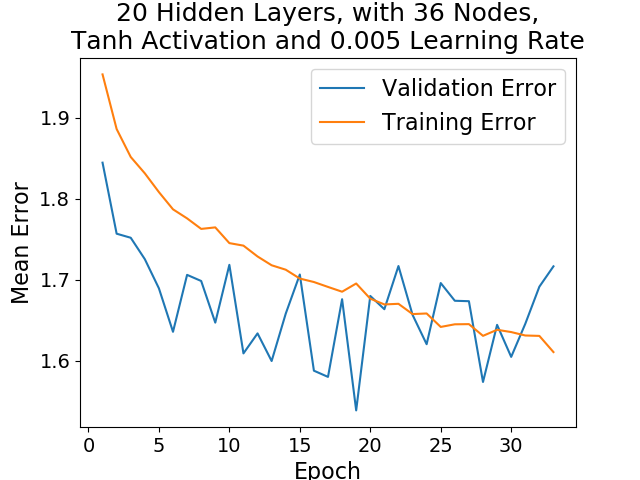 20 Hidden Layers, with 36 Nodes,
Tanh Activation and 0.005 Learning Rate
Validation Error
Training Error
Mean Error
1.9
1.8
1.7
1.6
0 5 10 15 20 25 30
Epoch